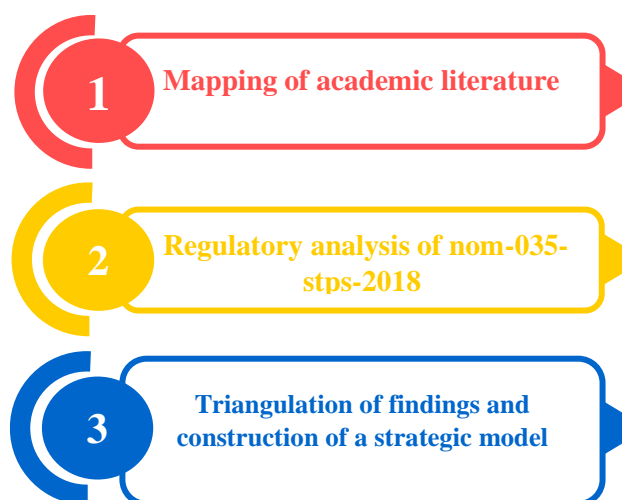 1
Mapping of academic literature
2
Regulatory analysis of nom-035-
stps-2018
3
Triangulation of findings and
construction of a strategic model